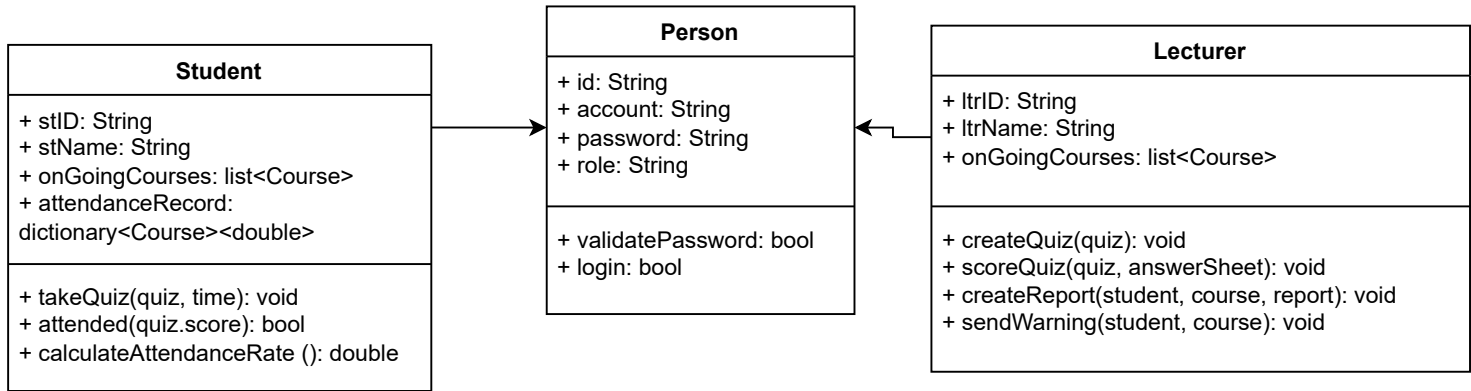 Student
+ stID: String
+ stName: String
+ onGoingCourses: list<Course>
+ attendanceRecord:
dictionary<Course><double>
+ takeQuiz(quiz, time): void
+ attended(quiz.score): bool
+ calculateAttendanceRate (): double
Person
+ id: String
+ account: String
+ password: String
+ role: String
+ validatePassword: bool
+ login: bool
Lecturer
+ ltrID: String
+ ltrName: String
+ onGoingCourses: list<Course>
+ createQuiz(quiz): void
+ scoreQuiz(quiz, answerSheet): void
+ createReport(student, course, report): void
+ sendWarning(student, course): void